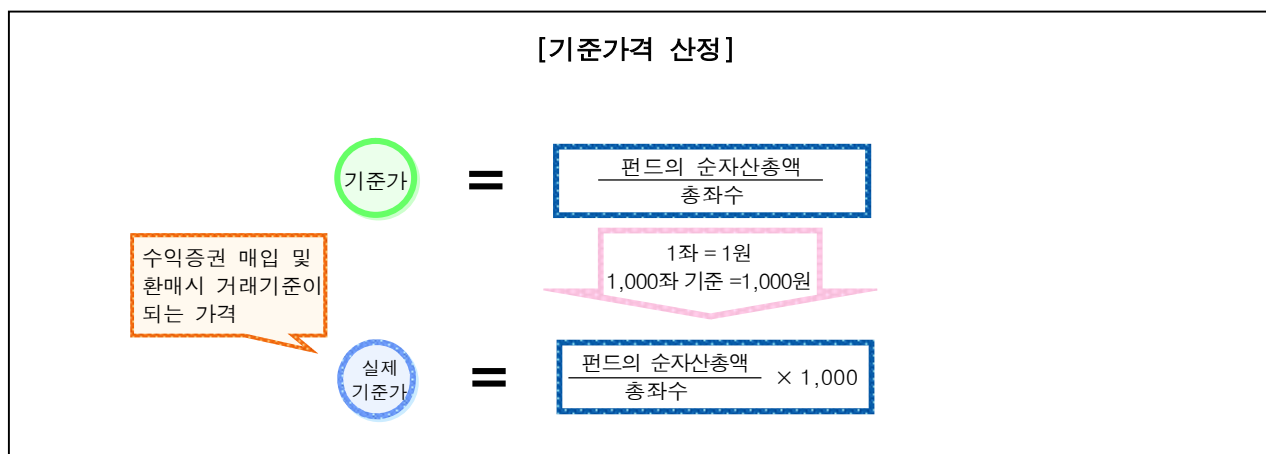 [기준가격 산정]
기준가
=
펀드의 순자산총액
총좌수
수익증권 매입 및
환매시 거래기준이
되는 가격
1좌 = 1원
1,000좌 기준 =1,000원
실제
기준가
=
펀드의 순자산총액
총좌수
× 1,000